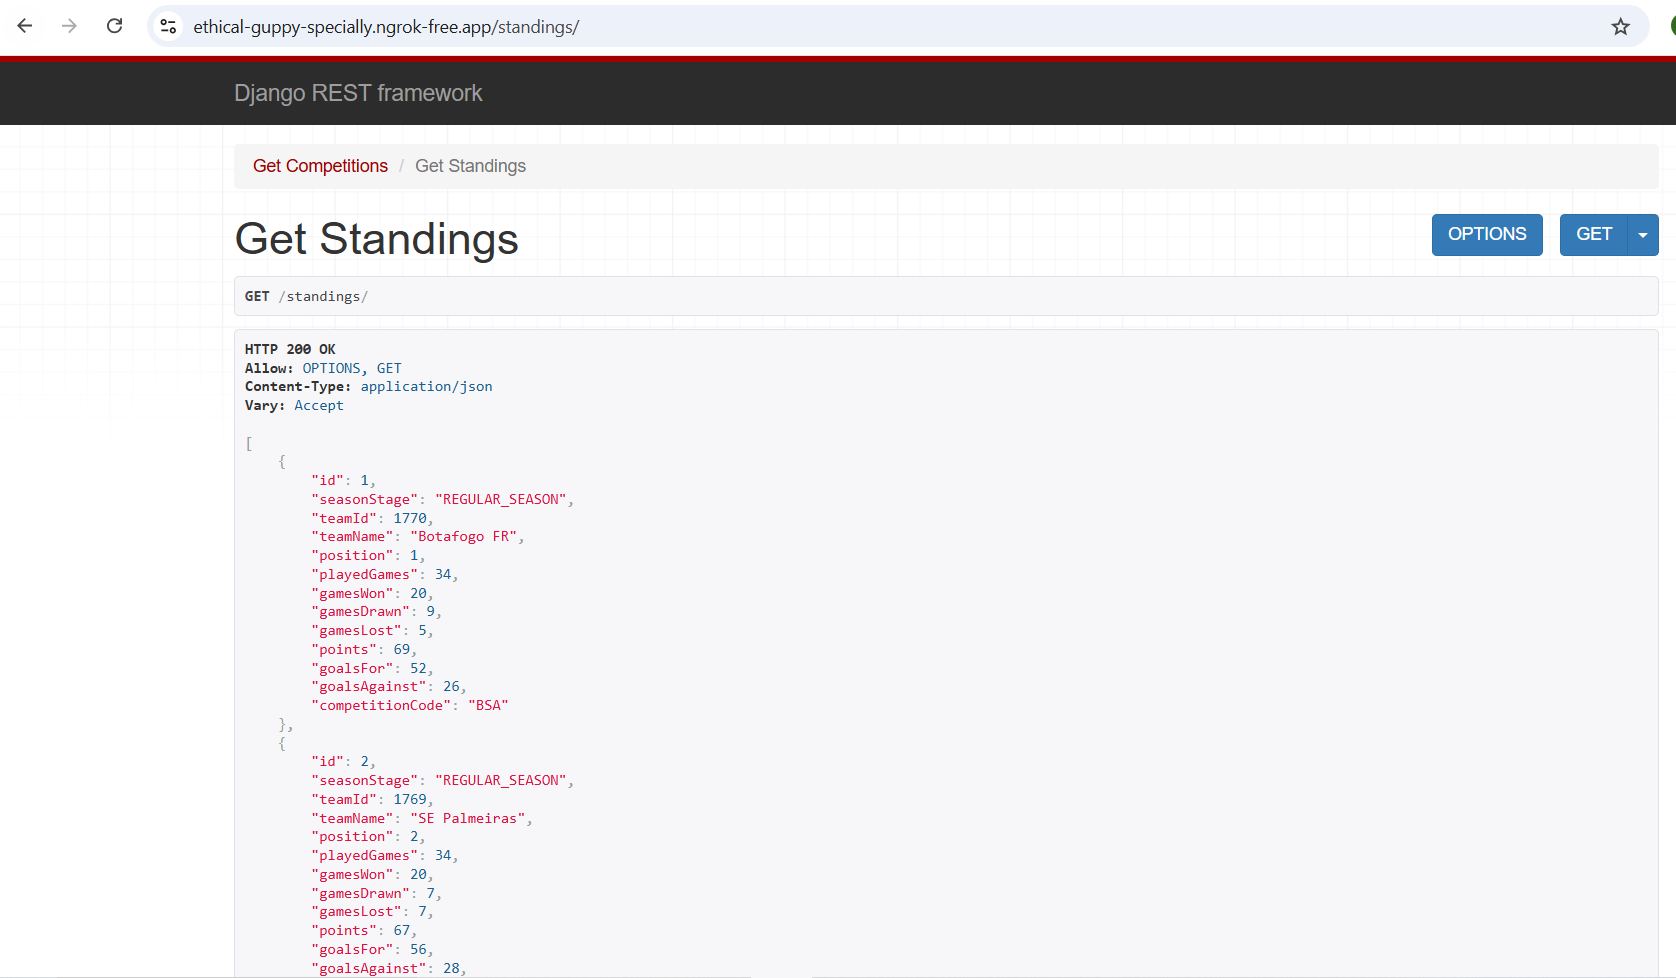 ethical-guppy-specially.ngrok-free.app/standings/
Django REST framework
Get Competitions / Get Standings
Get Standings
OPTIONS
GET
GET /standings/
HTTP 200 OK
Allow: OPTIONS, GET
Content-Type: application/json
Vary: Accept
[
    {
        "id": 1,
        "seasonStage": "REGULAR_SEASON",
        "teamId": 1770,
        "teamName": "Botafogo FR",
        "position": 1,
        "playedGames": 34,
        "gamesWon": 20,
        "gamesDrawn": 9,
        "gamesLost": 5,
        "points": 69,
        "goalsFor": 52,
        "goalsAgainst": 26,
        "competitionCode": "BSA"
    },
    {
        "id": 2,
        "seasonStage": "REGULAR_SEASON",
        "teamId": 1769,
        "teamName": "SE Palmeiras",
        "position": 2,
        "playedGames": 34,
        "gamesWon": 20,
        "gamesDrawn": 7,
        "gamesLost": 7,
        "points": 67,
        "goalsFor": 56,
        "goalsAgainst": 28,